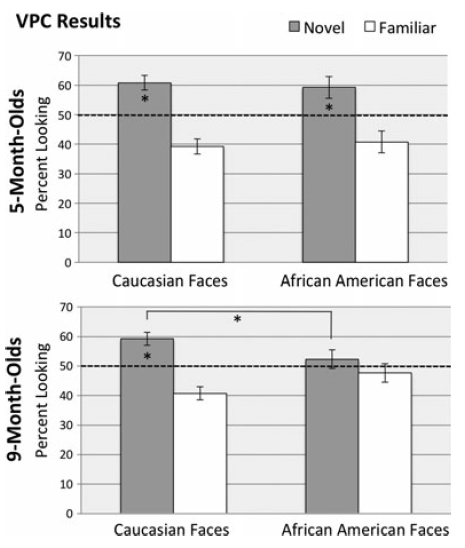 VPC Results
Novel Familiar
5-Month-Olds
Percent Looking
70
60
50
40
30
20
10
0
*
*
Caucasian Faces African American Faces
9-Month-Olds
Percent Looking
70
60
50
40
30
20
10
0
*
*
Caucasian Faces African American Faces